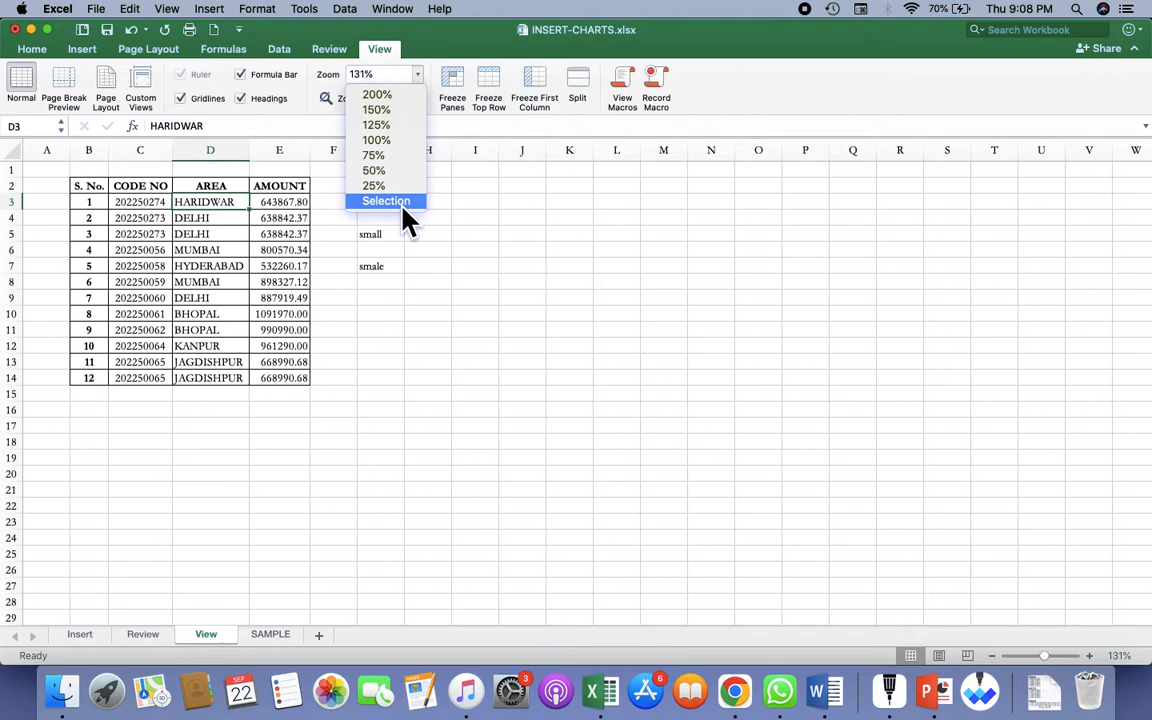 Excel File Edit View Insert Format Tools Data Window Help 70% Thu 9:08 PM
INSERT-CHARTS.xlsx Search Workbook
Home Insert Page Layout Formulas Data Review View Share
Normal Page Break Preview Page Layout Custom Views Ruler Formula Bar Gridlines Headings Zoom 131% Freeze Panes Freeze Top Row Freeze First Column Split View Macros Record Macro
200%
150%
125%
100%
75%
50%
25%
Selection
D3 fx HARIDWAR
A B C D E F H I J K L M N O P Q R S T U V W
1
2 S. No. CODE NO AREA AMOUNT
3 1 202250274 HARIDWAR 643867.80
4 2 202250273 DELHI 638842.37
5 3 202250273 DELHI 638842.37 small
6 4 202250056 MUMBAI 800570.34
7 5 202250058 HYDERABAD 532260.17 smale
8 6 202250059 MUMBAI 898327.12
9 7 202250060 DELHI 887919.49
10 8 202250061 BHOPAL 1091970.00
11 9 202250062 BHOPAL 990990.00
12 10 202250064 KANPUR 961290.00
13 11 202250065 JAGDISHPUR 668990.68
14 12 202250065 JAGDISHPUR 668990.68
15
16
17
18
19
20
21
22
23
24
25
26
27
28
29
Insert Review View SAMPLE
Ready 131%
SEP 22 3 6